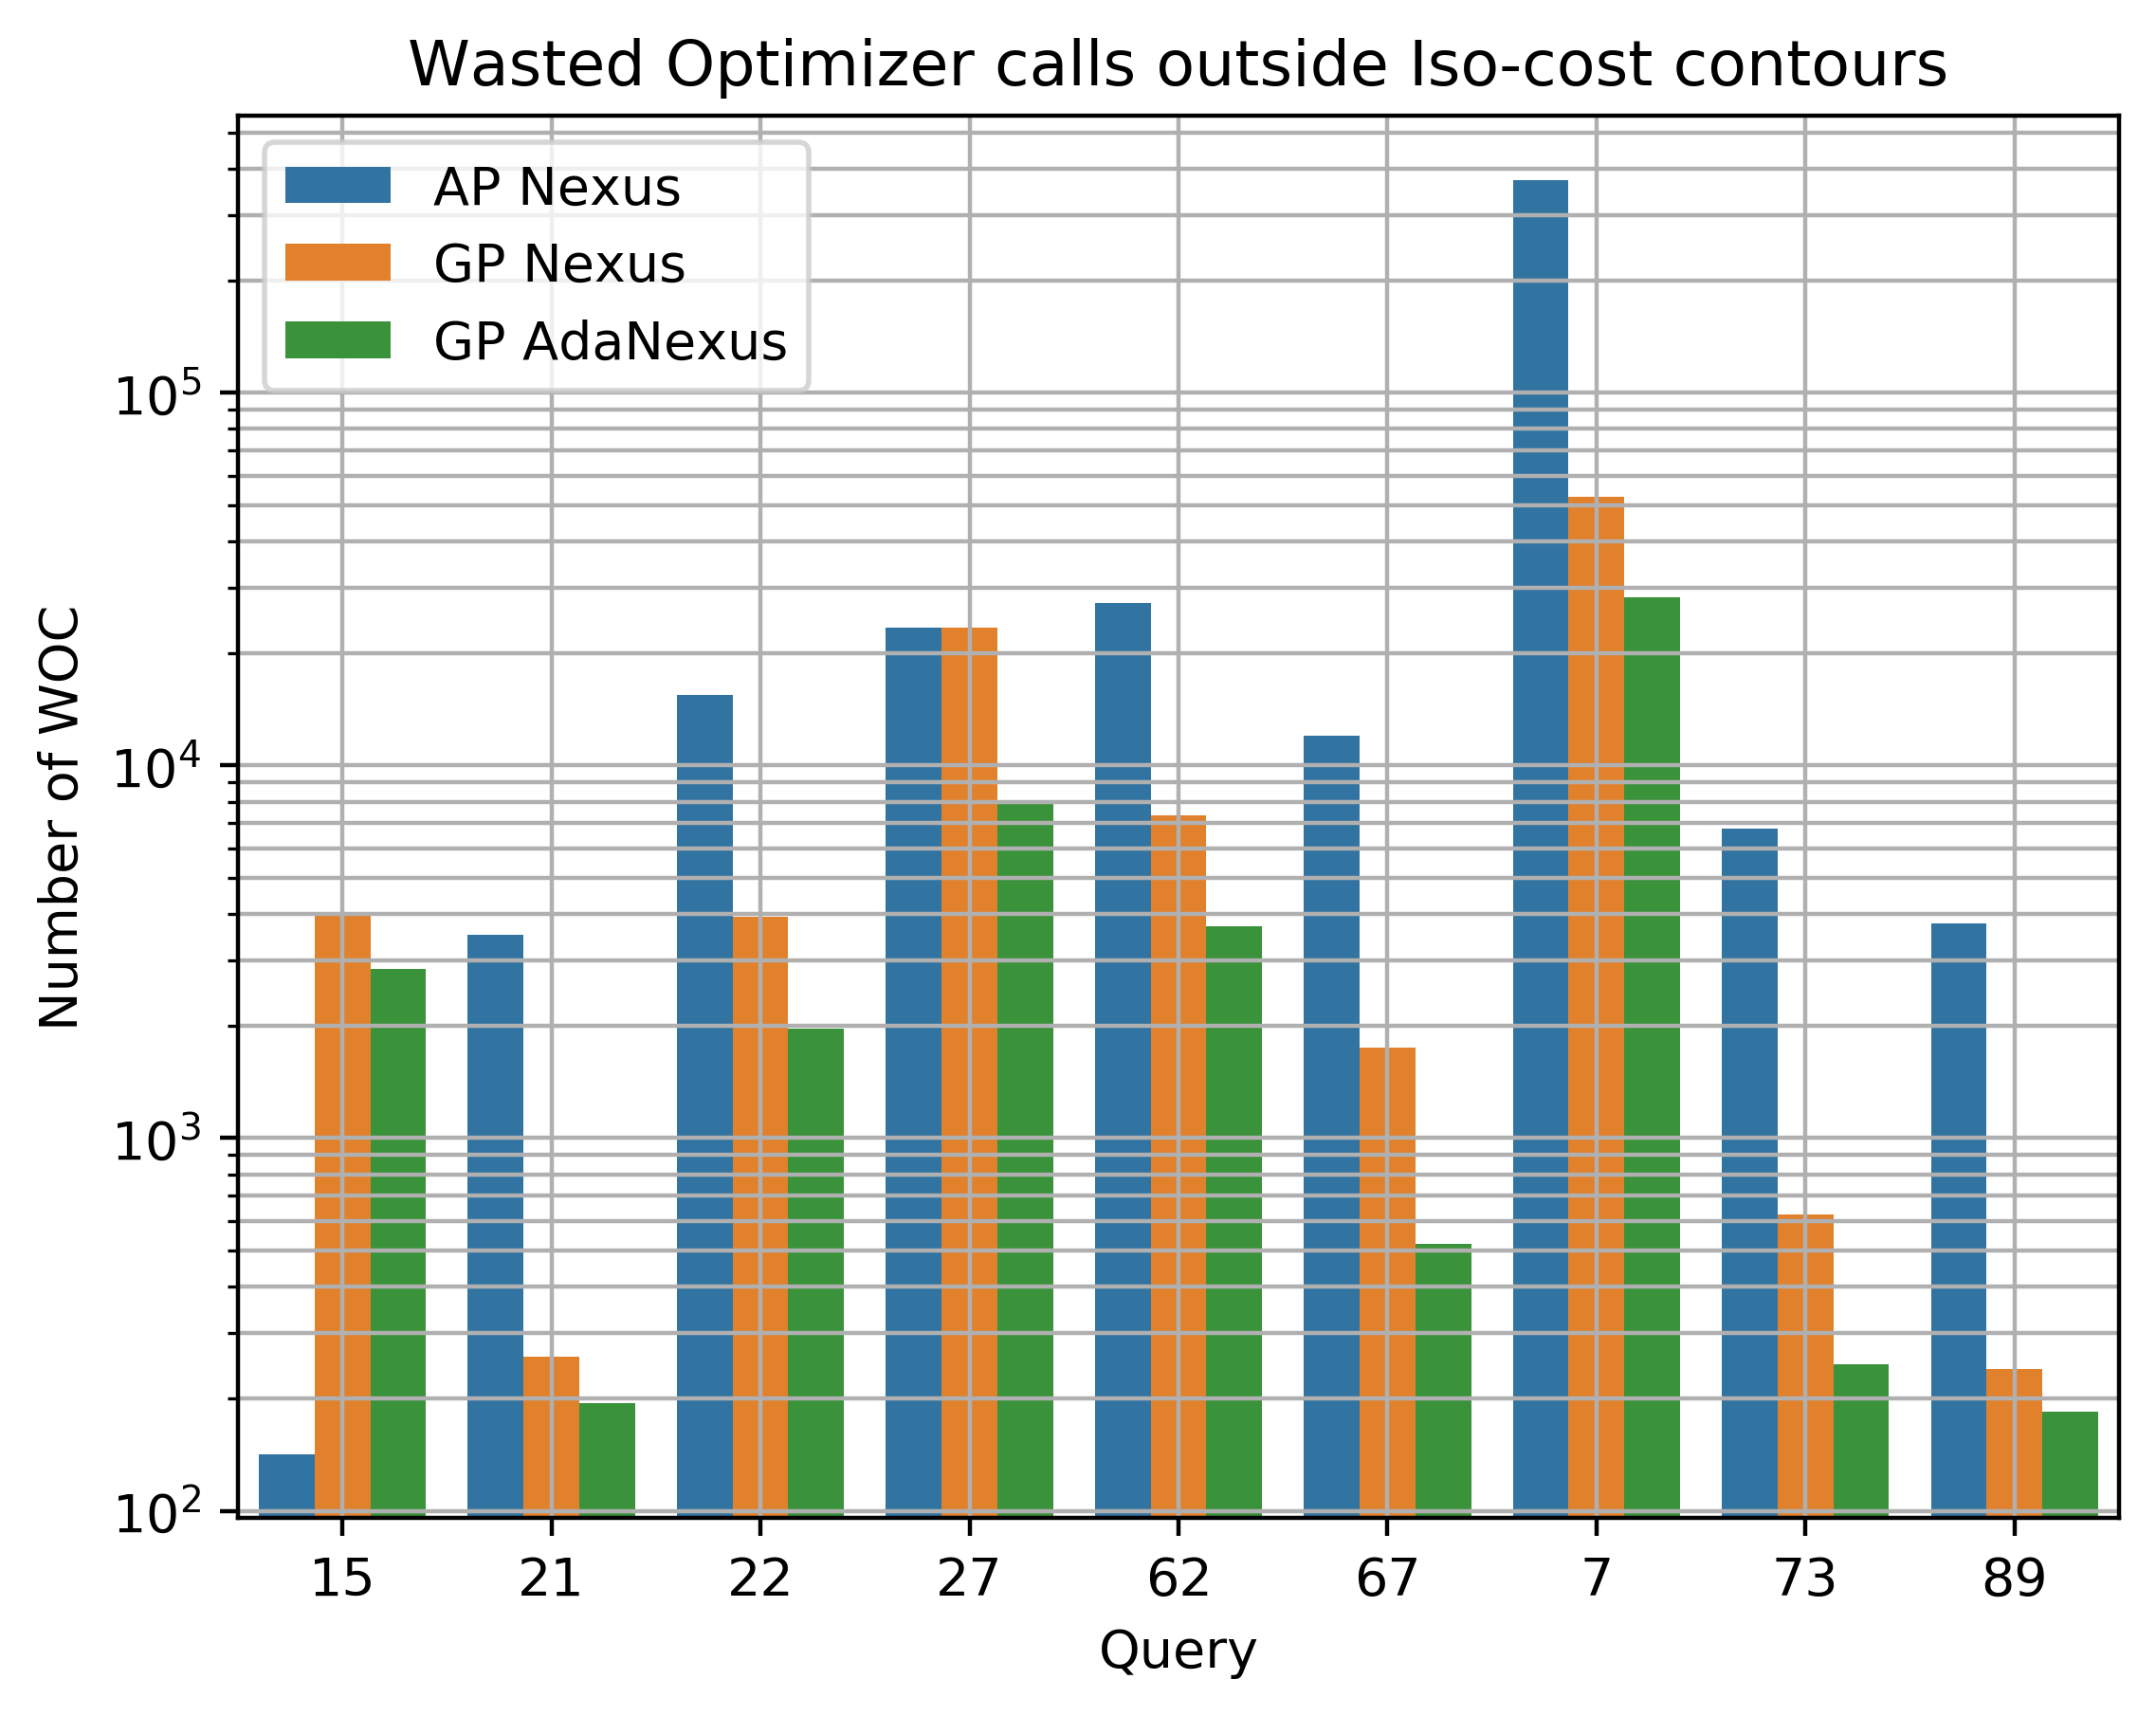 Wasted Optimizer calls outside Iso-cost contours
AP Nexus
GP Nexus
GP AdaNexus
10⁵
10⁴
10³
10²
Number of WOC
15 21 22 27 62 67 7 73 89
Query